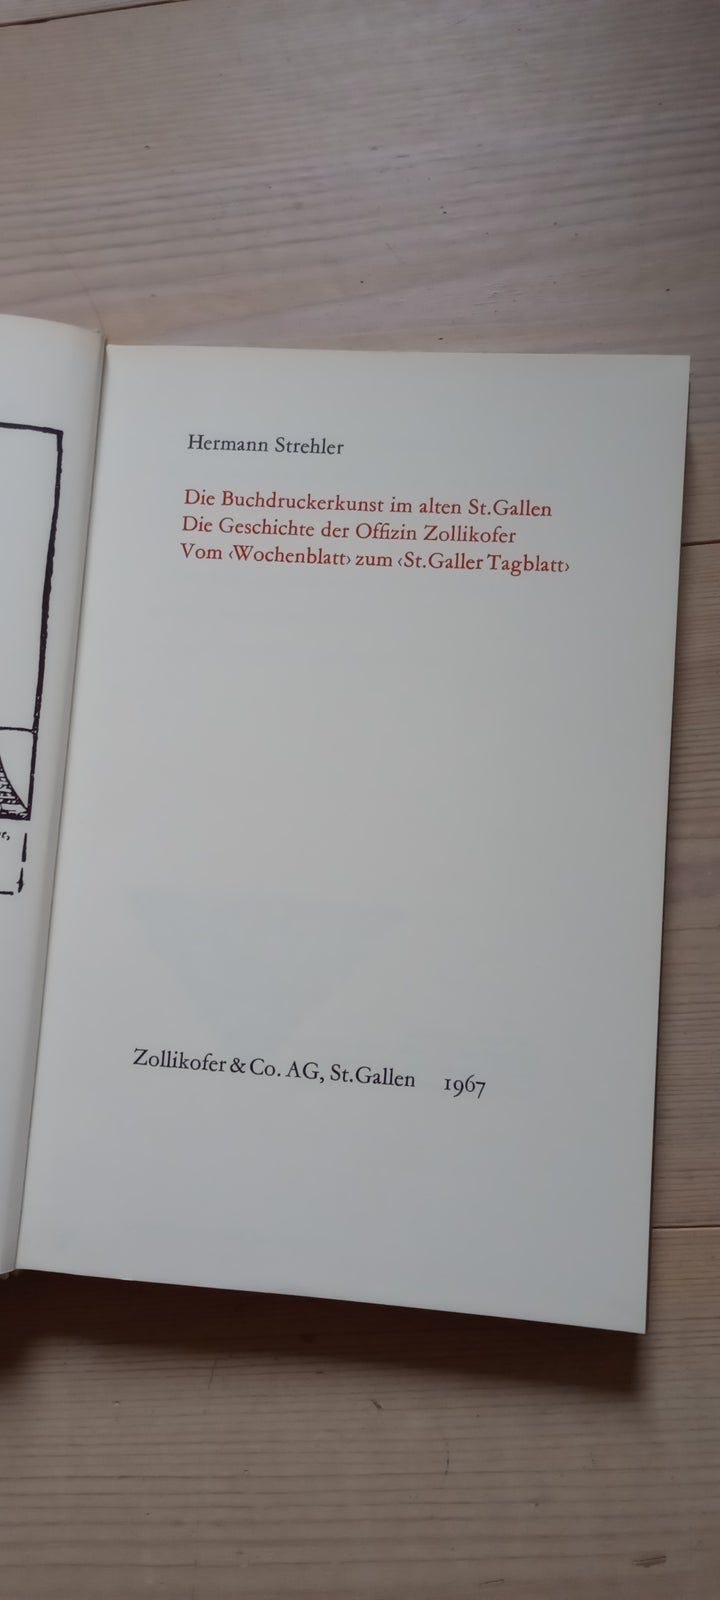 Hermann Strehler
Die Buchdruckerkunst im alten St.Gallen
Die Geschichte der Offizin Zollikofer
Vom ‹Wochenblatt› zum ‹St.Galler Tagblatt›
Zollikofer & Co. AG, St.Gallen 1967